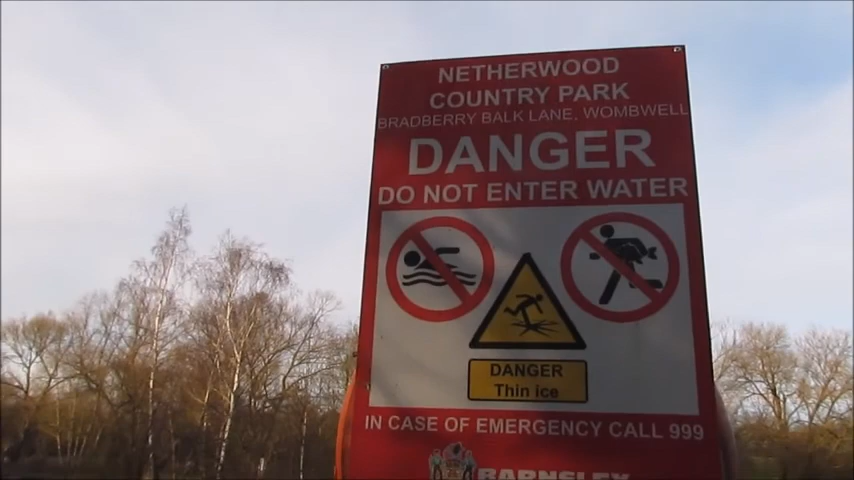 NETHERWOOD
COUNTRY PARK
BRADBERRY BALK LANE. WOMBWELL
DANGER
DO NOT ENTER WATER
DANGER
Thin ice
IN CASE OF EMERGENCY CALL 999
BARNSLEY